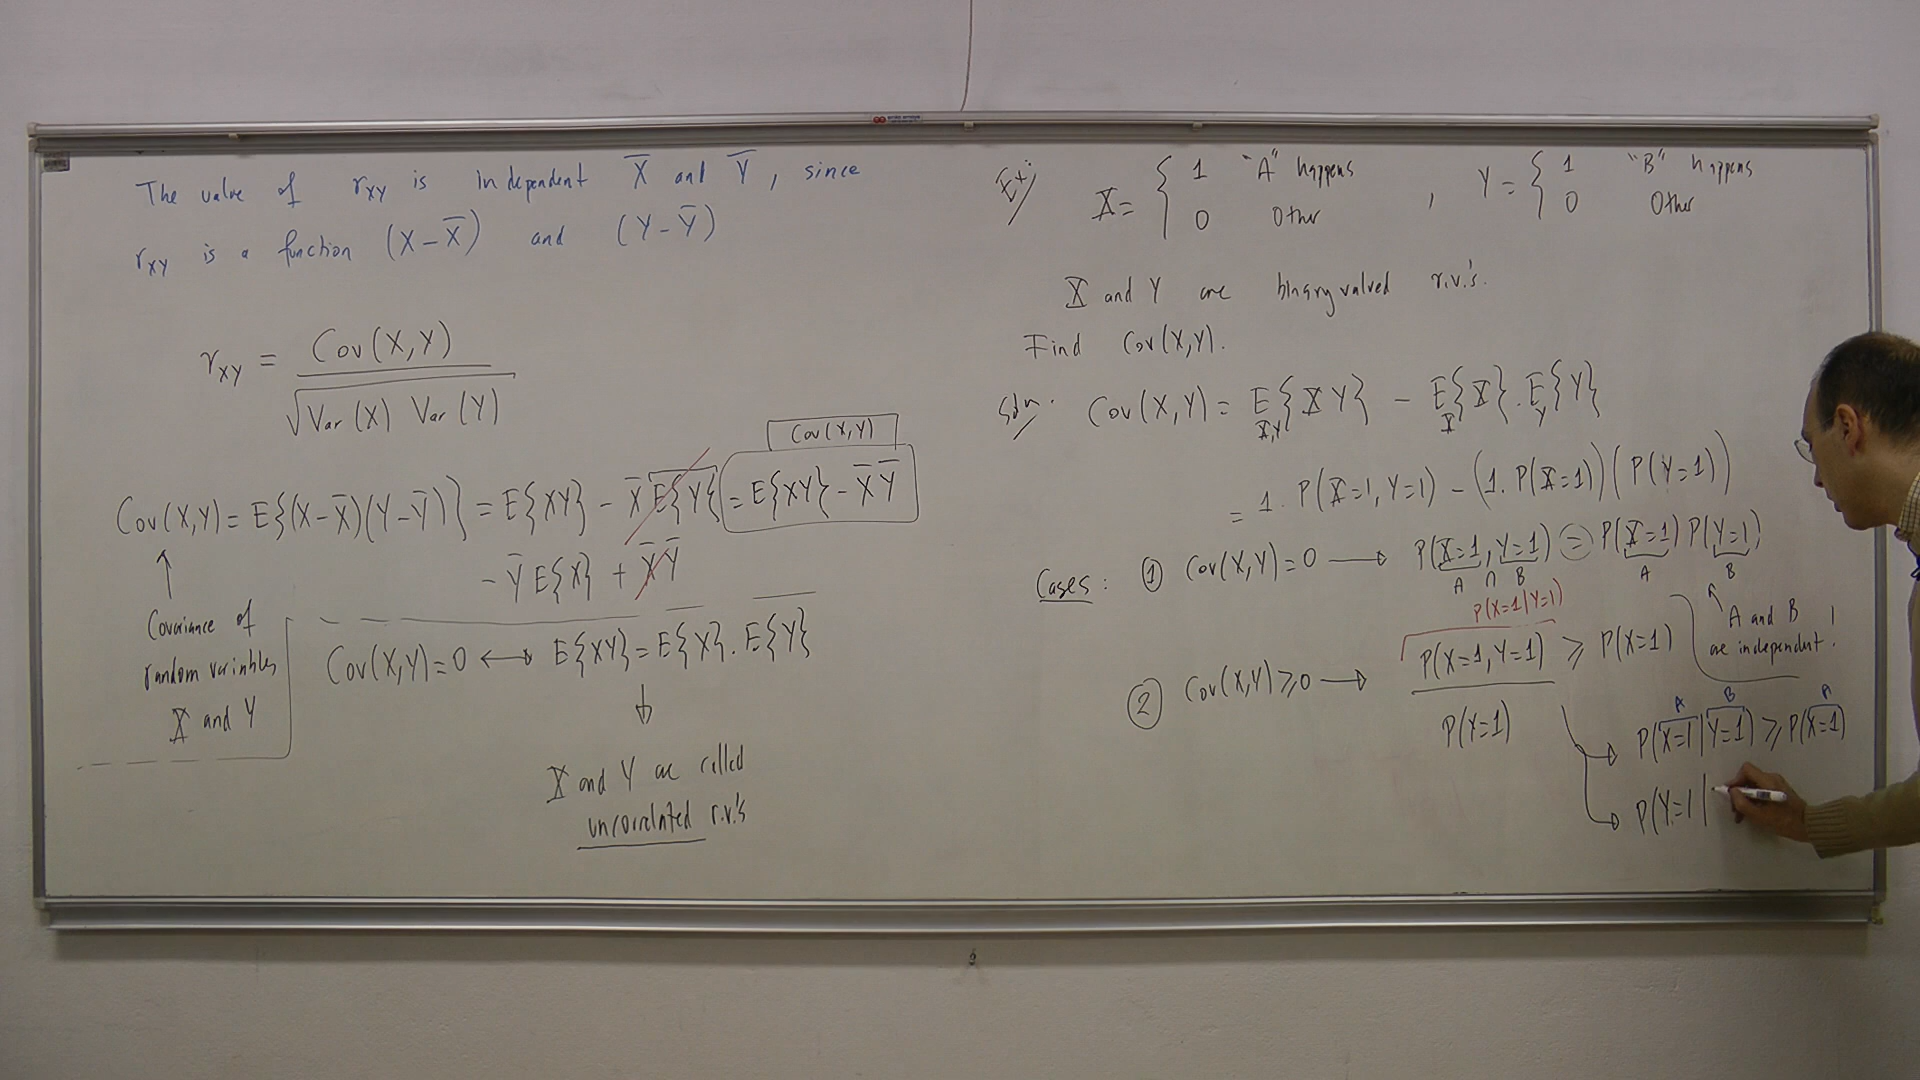 The value of r_XY is independent X̄ and Ȳ, since
r_XY is a function (X-X̄) and (Y-Ȳ)
r_XY = Cov(X,Y) / √(Var(X) Var(Y))
Cov(X,Y)
Cov(X,Y) = E{(X-X̄)(Y-Ȳ)} = E{XY} - X̄ E{Y} = E{XY} - X̄ Ȳ
- Ȳ E{X} + X̄ Ȳ
Covariance of
random variables
X and Y
Cov(X,Y)=0 ⟷ E{XY} = E{X}. E{Y}
X and Y are called
uncorrelated r.v.'s
Ex:
X = { 1 "A" happens , Y = { 1 "B" happens
0 Other 0 Other
X and Y are binary valued r.v.'s.
Find Cov(X,Y).
Soln. Cov(X,Y) = E_X,Y{XY} - E_X{X}. E_Y{Y}
= 1. P(X=1, Y=1) - (1. P(X=1)) (P(Y=1))
Cases: ① Cov(X,Y)=0 → P(X=1, Y=1) = P(X=1) P(Y=1)
A ∩ B A B
A and B
are independent!
P(X=1|Y=1)
② Cov(X,Y) ≥ 0 → P(X=1, Y=1) / P(Y=1) ≥ P(X=1)
A B A
P(X=1|Y=1) ≥ P(X=1)
P(Y=1|